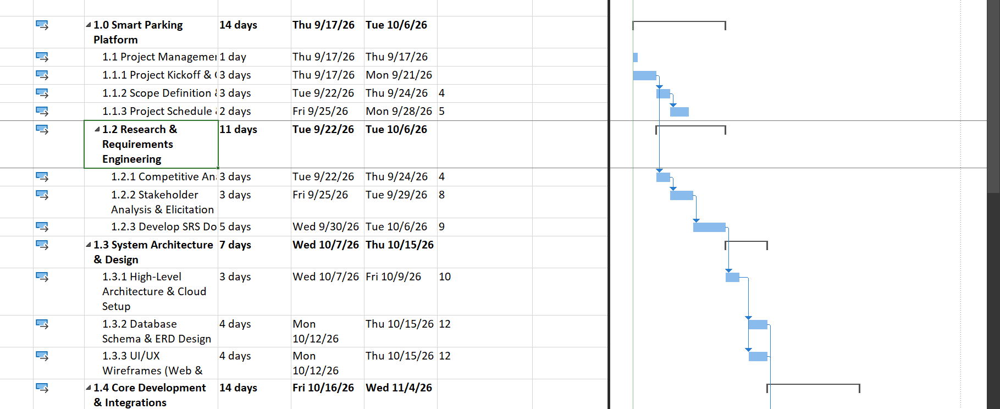 1.0 Smart Parking 14 days Thu 9/17/26 Tue 10/6/26
Platform
1.1 Project Managemer 1 day Thu 9/17/26 Thu 9/17/26
1.1.1 Project Kickoff & 3 days Thu 9/17/26 Mon 9/21/26
1.1.2 Scope Definition 3 days Tue 9/22/26 Thu 9/24/26 4
1.1.3 Project Schedule 2 days Fri 9/25/26 Mon 9/28/26 5
1.2 Research & 11 days Tue 9/22/26 Tue 10/6/26
Requirements
Engineering
1.2.1 Competitive An 3 days Tue 9/22/26 Thu 9/24/26 4
1.2.2 Stakeholder 3 days Fri 9/25/26 Tue 9/29/26 8
Analysis & Elicitation
1.2.3 Develop SRS Do 5 days Wed 9/30/26 Tue 10/6/26 9
1.3 System Architecture 7 days Wed 10/7/26 Thu 10/15/26
& Design
1.3.1 High-Level 3 days Wed 10/7/26 Fri 10/9/26 10
Architecture & Cloud
Setup
1.3.2 Database 4 days Mon Thu 10/15/26 12
Schema & ERD Design 10/12/26
1.3.3 UI/UX 4 days Mon Thu 10/15/26 12
Wireframes (Web & 10/12/26
1.4 Core Development 14 days Fri 10/16/26 Wed 11/4/26
& Integrations